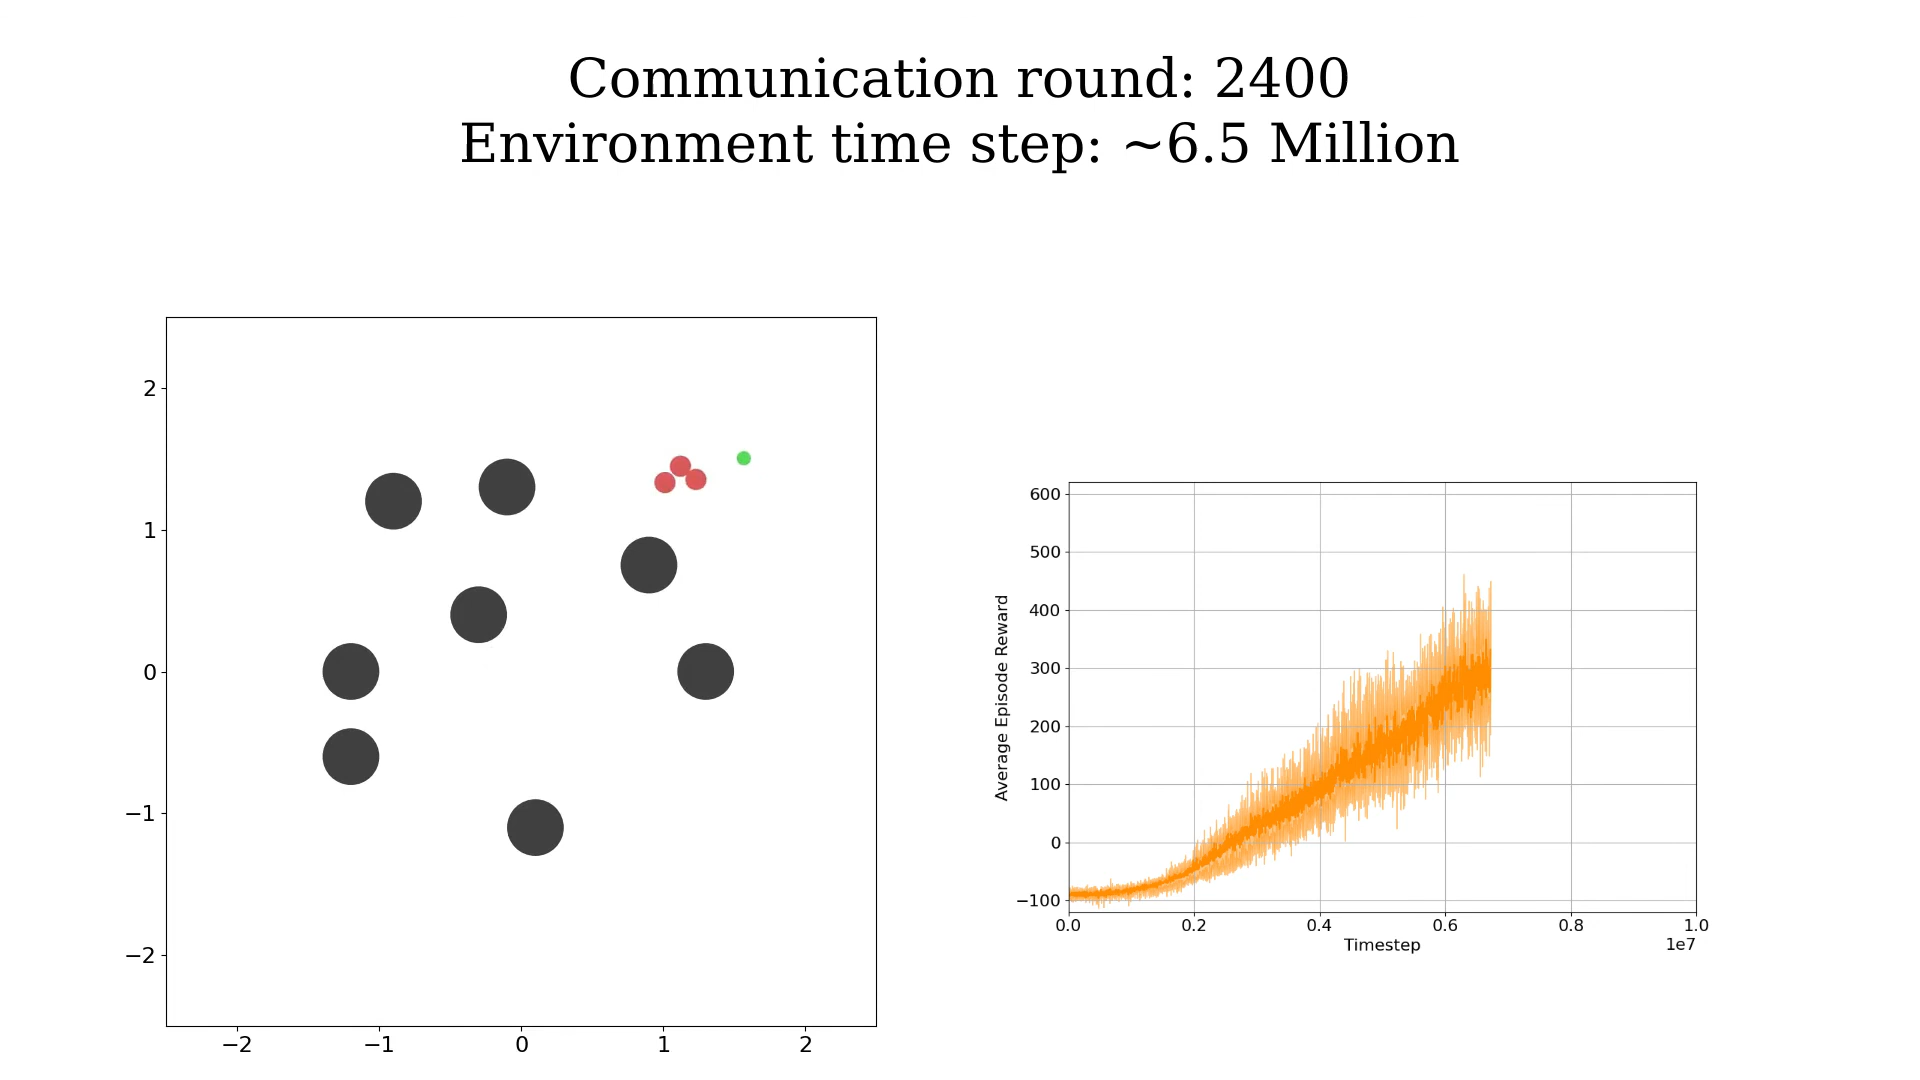 Communication round: 2400
Environment time step: ~6.5 Million
2
1
0
−1
−2
−2 −1 0 1 2
600
500
400
300
200
100
0
−100
Average Episode Reward
0.0 0.2 0.4 0.6 0.8 1.0
Timestep
1e7